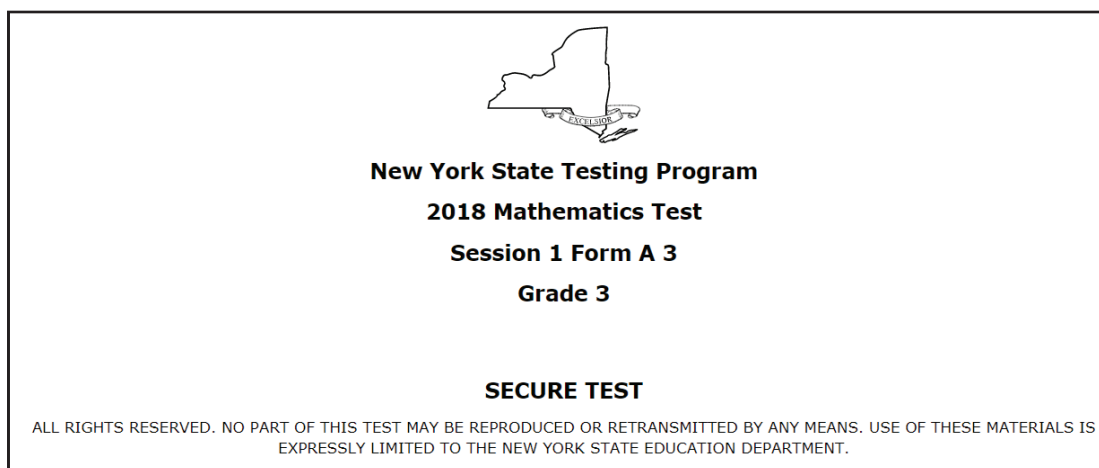 EXCELSIOR
New York State Testing Program
2018 Mathematics Test
Session 1 Form A 3
Grade 3
SECURE TEST
ALL RIGHTS RESERVED. NO PART OF THIS TEST MAY BE REPRODUCED OR RETRANSMITTED BY ANY MEANS. USE OF THESE MATERIALS IS
EXPRESSLY LIMITED TO THE NEW YORK STATE EDUCATION DEPARTMENT.